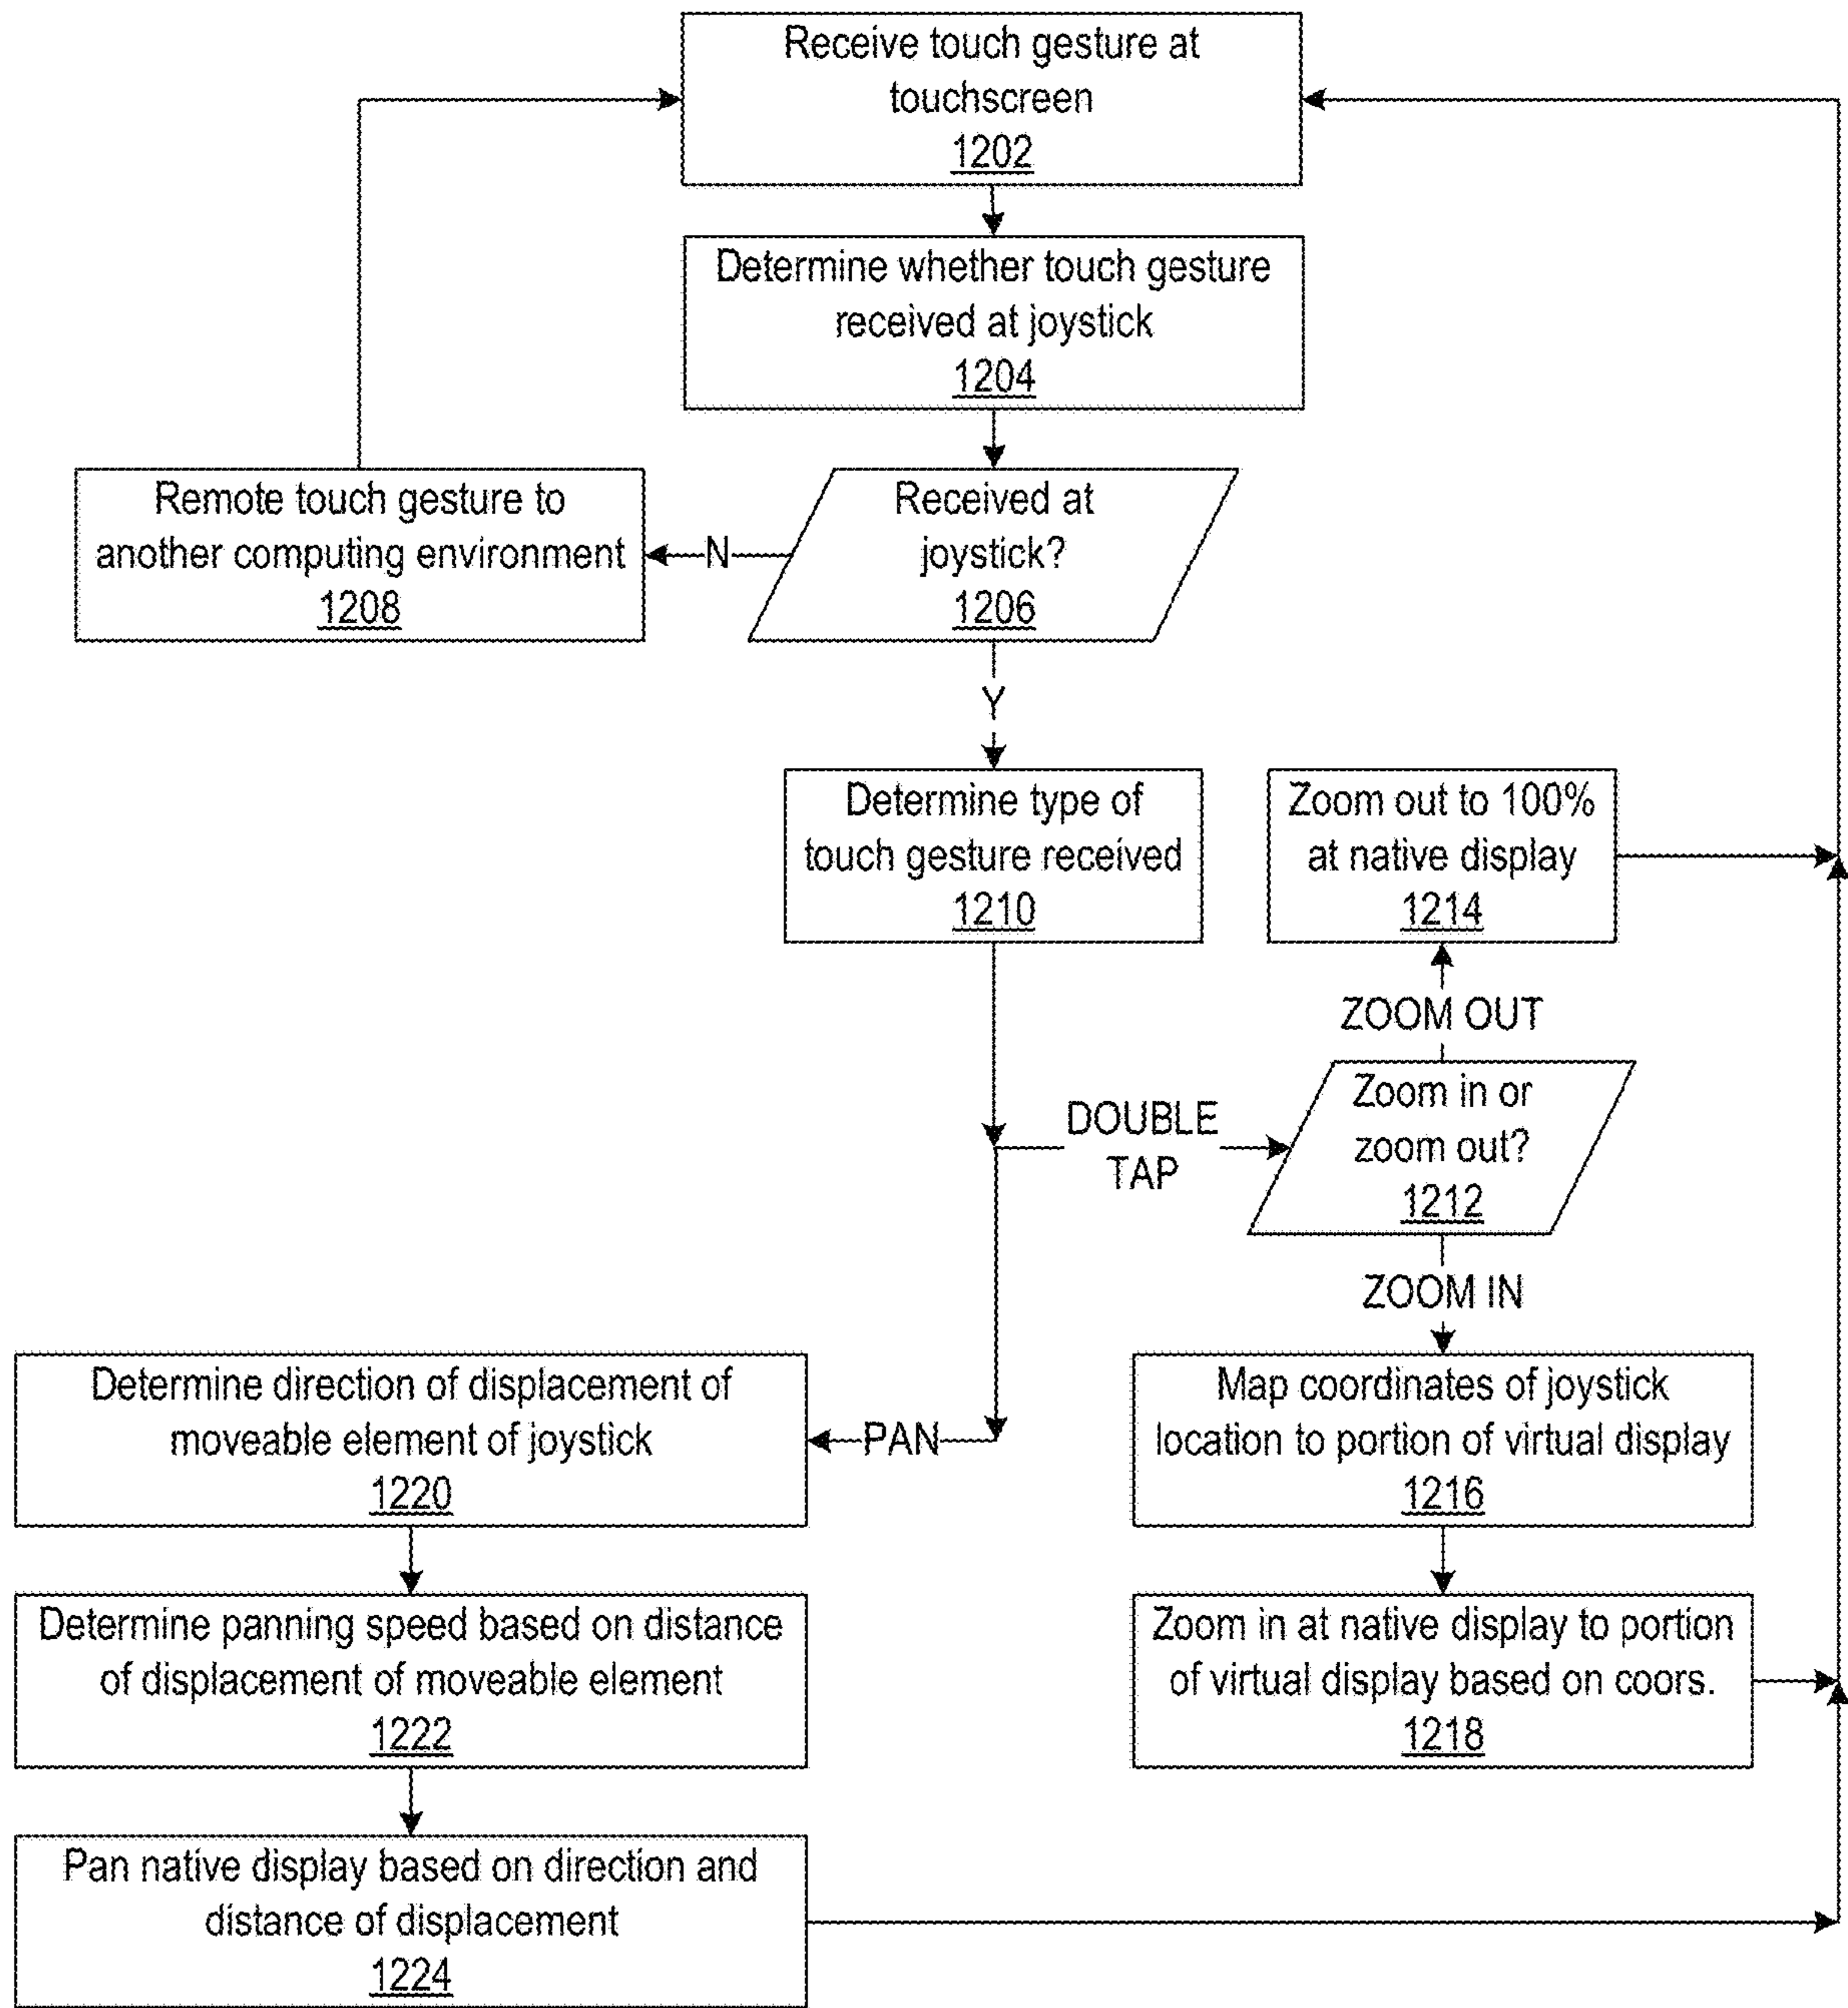 Receive touch gesture at
touchscreen
1202
Determine whether touch gesture
received at joystick
1204
Remote touch gesture to
another computing environment
1208
N
Received at
joystick?
1206
Y
Determine type of
touch gesture received
1210
Zoom out to 100%
at native display
1214
ZOOM OUT
DOUBLE
TAP
Zoom in or
zoom out?
1212
ZOOM IN
Determine direction of displacement of
moveable element of joystick
1220
PAN
Map coordinates of joystick
location to portion of virtual display
1216
Determine panning speed based on distance
of displacement of moveable element
1222
Zoom in at native display to portion
of virtual display based on coors.
1218
Pan native display based on direction and
distance of displacement
1224